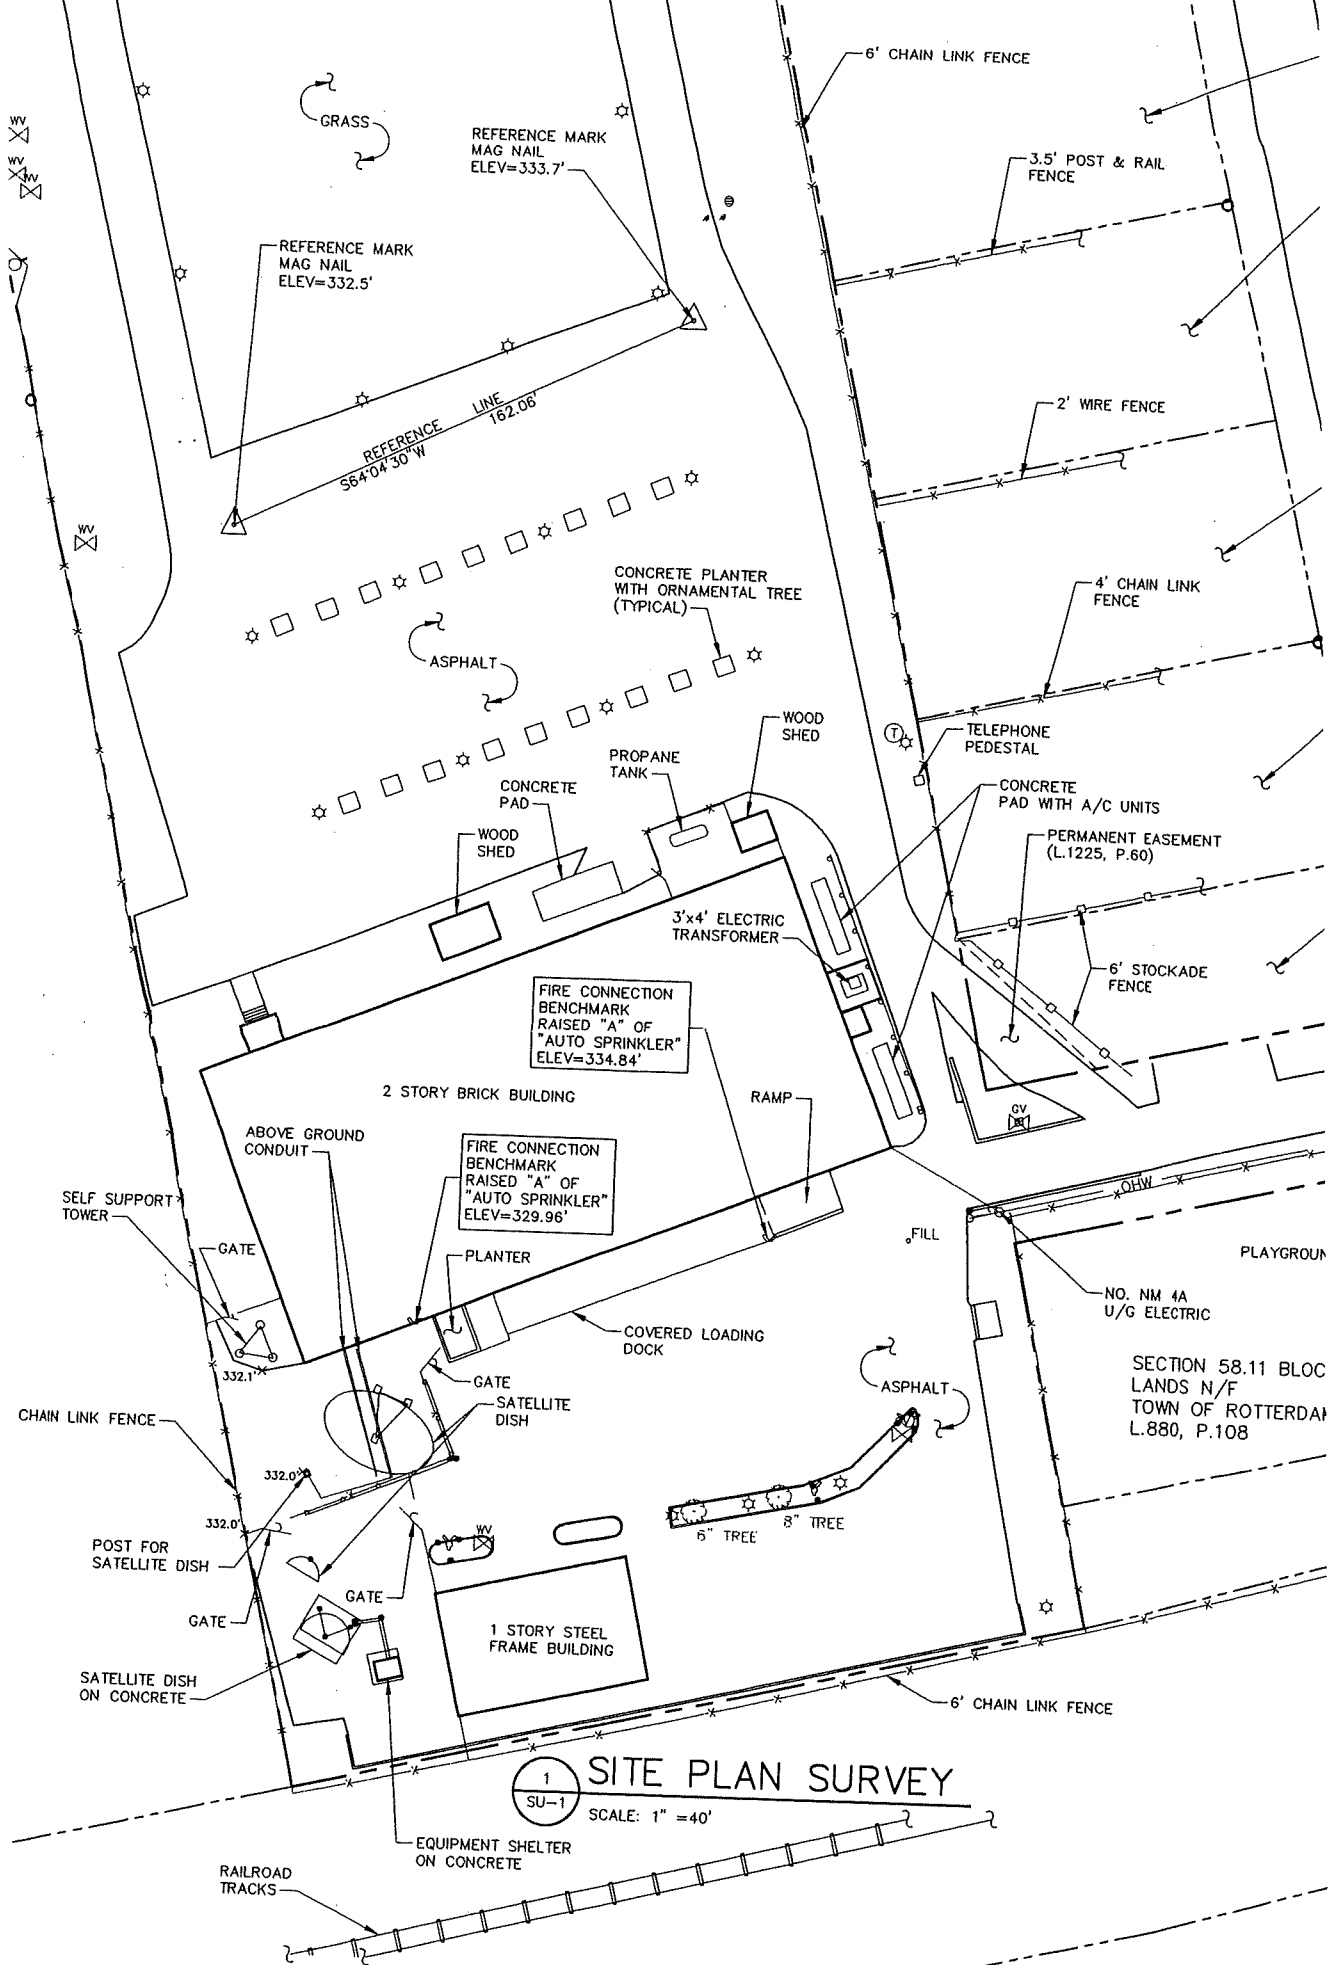 6' CHAIN LINK FENCE
GRASS
WV
REFERENCE MARK
MAG NAIL
ELEV=333.7'
WV
WV
3.5' POST & RAIL
FENCE
REFERENCE MARK
MAG NAIL
ELEV=332.5'
2' WIRE FENCE
REFERENCE LINE
S64°04'30"W 162.06'
WV
CONCRETE PLANTER
WITH ORNAMENTAL TREE
(TYPICAL)
4' CHAIN LINK
FENCE
ASPHALT
WOOD
SHED
T
TELEPHONE
PEDESTAL
PROPANE
TANK
CONCRETE
PAD
CONCRETE
PAD WITH A/C UNITS
WOOD
SHED
PERMANENT EASEMENT
(L.1225, P.60)
3'x4' ELECTRIC
TRANSFORMER
6' STOCKADE
FENCE
FIRE CONNECTION
BENCHMARK
RAISED "A" OF
"AUTO SPRINKLER"
ELEV=334.84'
2 STORY BRICK BUILDING
RAMP
GV
ABOVE GROUND
CONDUIT
FIRE CONNECTION
BENCHMARK
RAISED "A" OF
"AUTO SPRINKLER"
ELEV=329.96'
OHW
SELF SUPPORT
TOWER
GATE
PLANTER
FILL
PLAYGROUN
NO. NM 4A
U/G ELECTRIC
COVERED LOADING
DOCK
332.1'
SECTION 58.11 BLOC
LANDS N/F
TOWN OF ROTTERDAM
L.880, P.108
GATE
ASPHALT
SATELLITE
DISH
CHAIN LINK FENCE
332.0'
332.0'
POST FOR
SATELLITE DISH
WV
6" TREE
8" TREE
GATE
GATE
1 STORY STEEL
FRAME BUILDING
SATELLITE DISH
ON CONCRETE
6' CHAIN LINK FENCE
1
SU-1
SITE PLAN SURVEY
SCALE: 1" =40'
EQUIPMENT SHELTER
ON CONCRETE
RAILROAD
TRACKS